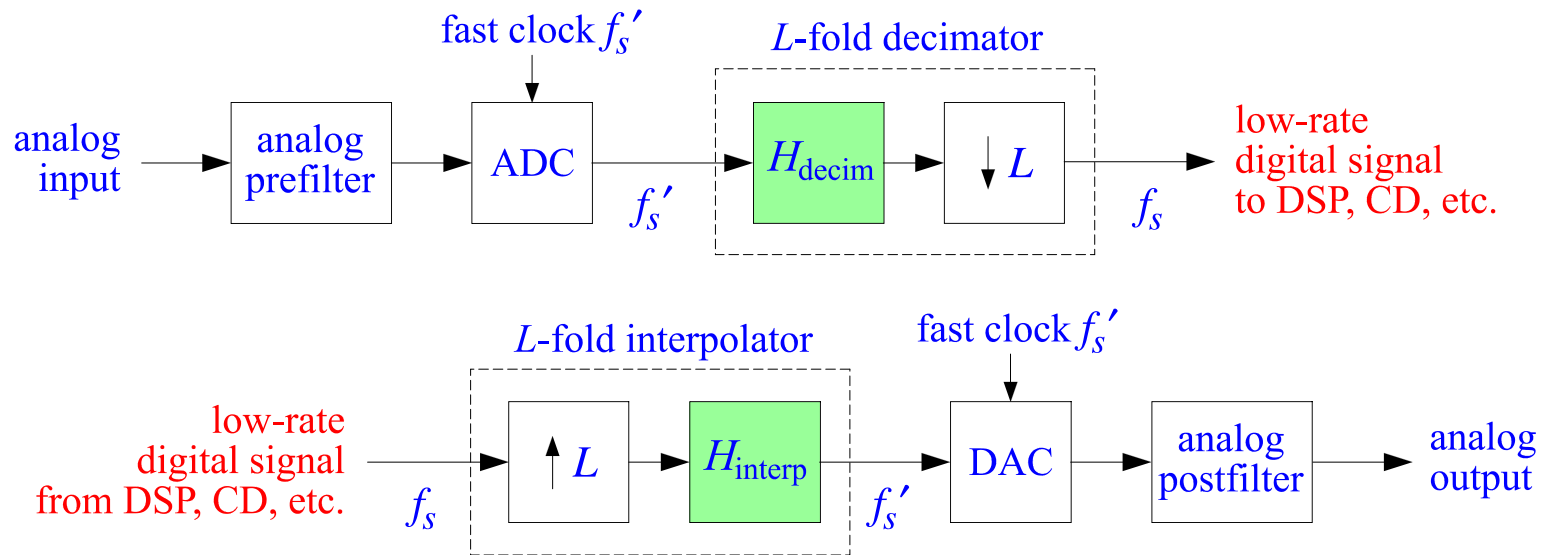 fast clock fs′
L-fold decimator
analog
input
analog
prefilter
ADC
fs′
Hdecim
↓ L
fs
low-rate
digital signal
to DSP, CD, etc.
L-fold interpolator
fast clock fs′
low-rate
digital signal
from DSP, CD, etc.
fs
↑ L
Hinterp
fs′
DAC
analog
postfilter
analog
output